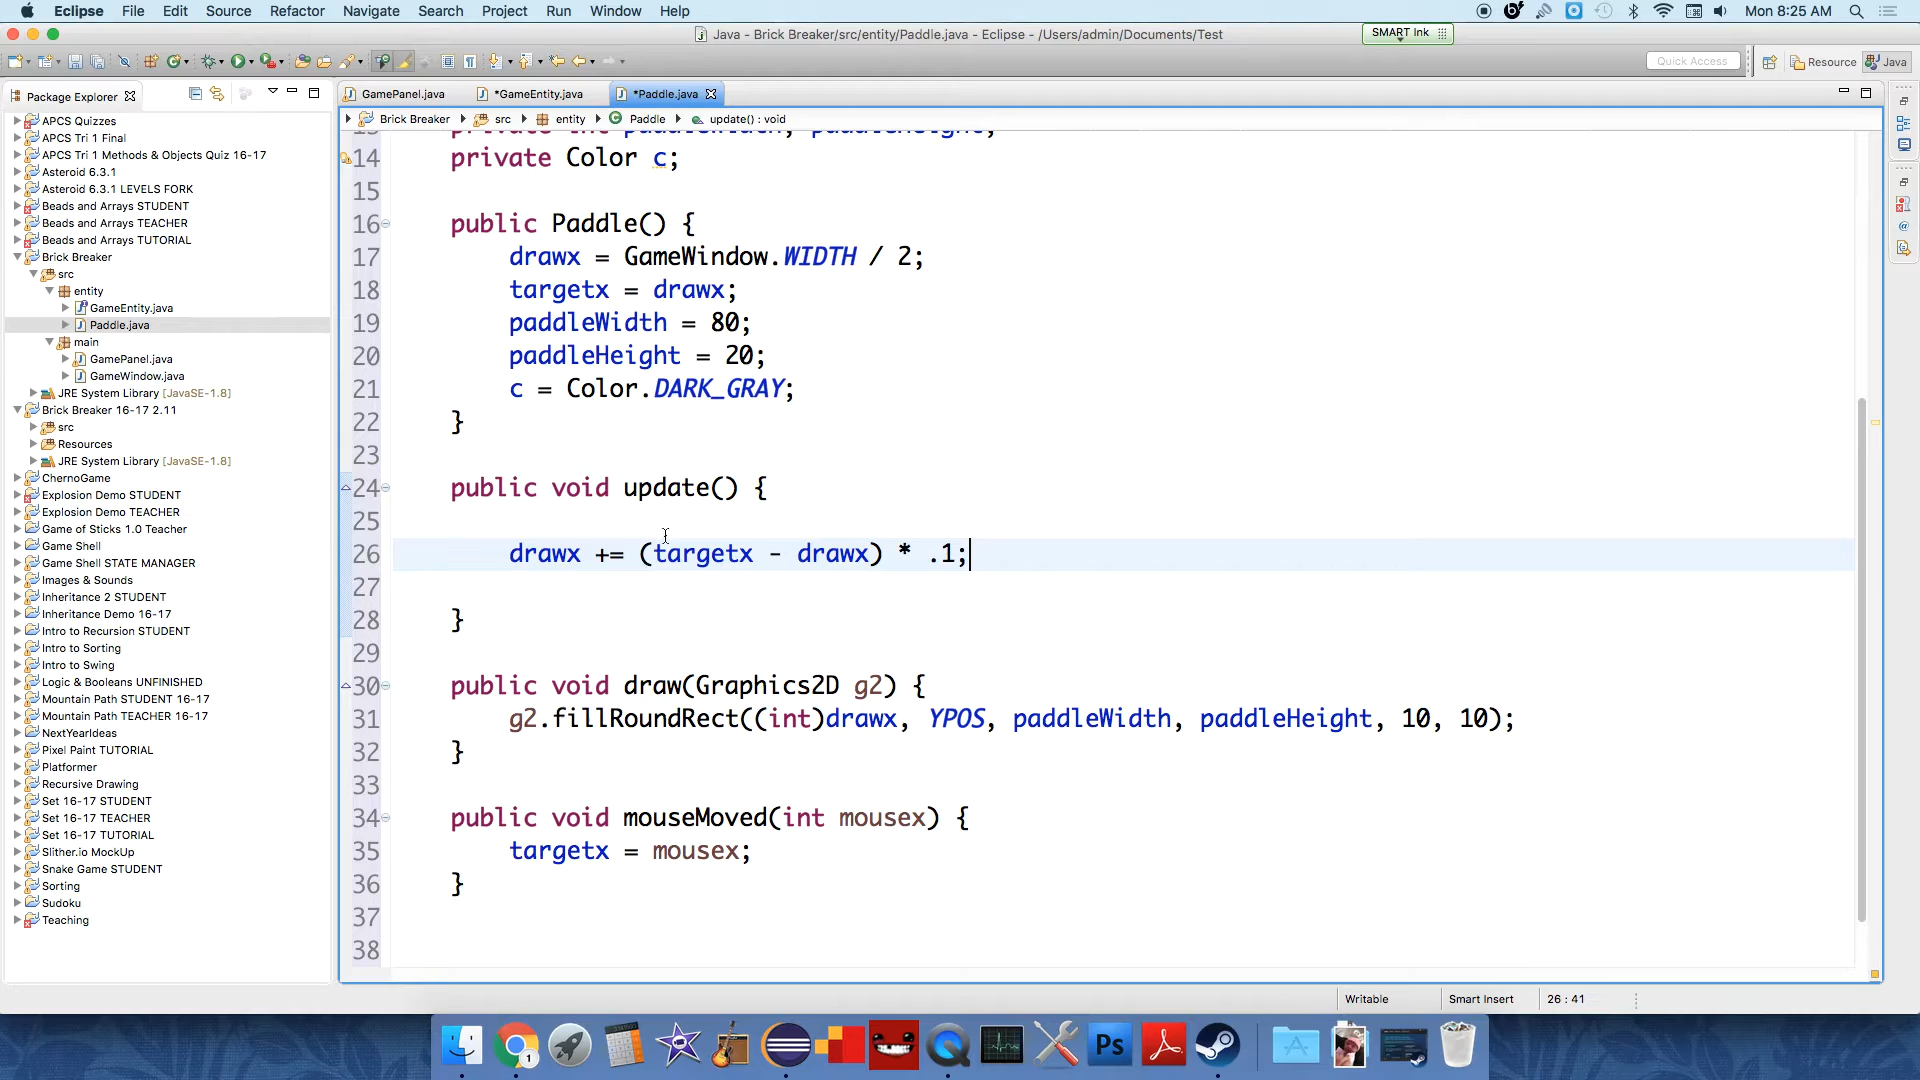 Eclipse File Edit Source Refactor Navigate Search Project Run Window Help Mon 8:25 AM
Java - Brick Breaker/src/entity/Paddle.java - Eclipse - /Users/admin/Documents/Test
SMART Ink
Quick Access Resource Java
Package Explorer
GamePanel.java *GameEntity.java *Paddle.java
Brick Breaker src entity Paddle update() : void
APCS Quizzes
APCS Tri 1 Final
APCS Tri 1 Methods & Objects Quiz 16-17
Asteroid 6.3.1
Asteroid 6.3.1 LEVELS FORK
Beads and Arrays STUDENT
Beads and Arrays TEACHER
Beads and Arrays TUTORIAL
Brick Breaker
src
entity
GameEntity.java
Paddle.java
main
GamePanel.java
GameWindow.java
JRE System Library [JavaSE-1.8]
Brick Breaker 16-17 2.11
src
Resources
JRE System Library [JavaSE-1.8]
ChernoGame
Explosion Demo STUDENT
Explosion Demo TEACHER
Game of Sticks 1.0 Teacher
Game Shell
Game Shell STATE MANAGER
Images & Sounds
Inheritance 2 STUDENT
Inheritance Demo 16-17
Intro to Recursion STUDENT
Intro to Sorting
Intro to Swing
Logic & Booleans UNFINISHED
Mountain Path STUDENT 16-17
Mountain Path TEACHER 16-17
NextYearIdeas
Pixel Paint TUTORIAL
Platformer
Recursive Drawing
Set 16-17 STUDENT
Set 16-17 TEACHER
Set 16-17 TUTORIAL
Slither.io MockUp
Snake Game STUDENT
Sorting
Sudoku
Teaching
13 private int paddleWidth, paddleHeight;
14 private Color c;
15
16 public Paddle() {
17 drawx = GameWindow.WIDTH / 2;
18 targetx = drawx;
19 paddleWidth = 80;
20 paddleHeight = 20;
21 c = Color.DARK_GRAY;
22 }
23
24 public void update() {
25
26 drawx += (targetx - drawx) * .1;
27
28 }
29
30 public void draw(Graphics2D g2) {
31 g2.fillRoundRect((int)drawx, YPOS, paddleWidth, paddleHeight, 10, 10);
32 }
33
34 public void mouseMoved(int mousex) {
35 targetx = mousex;
36 }
37
38
Writable Smart Insert 26 : 41
1
Ps